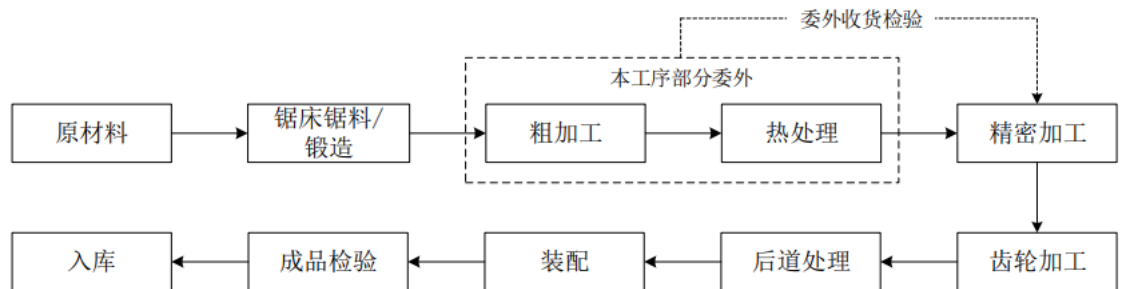 委外收货检验
本工序部分委外
原材料
锯床锯料/
锻造
粗加工
热处理
精密加工
入库
成品检验
装配
后道处理
齿轮加工